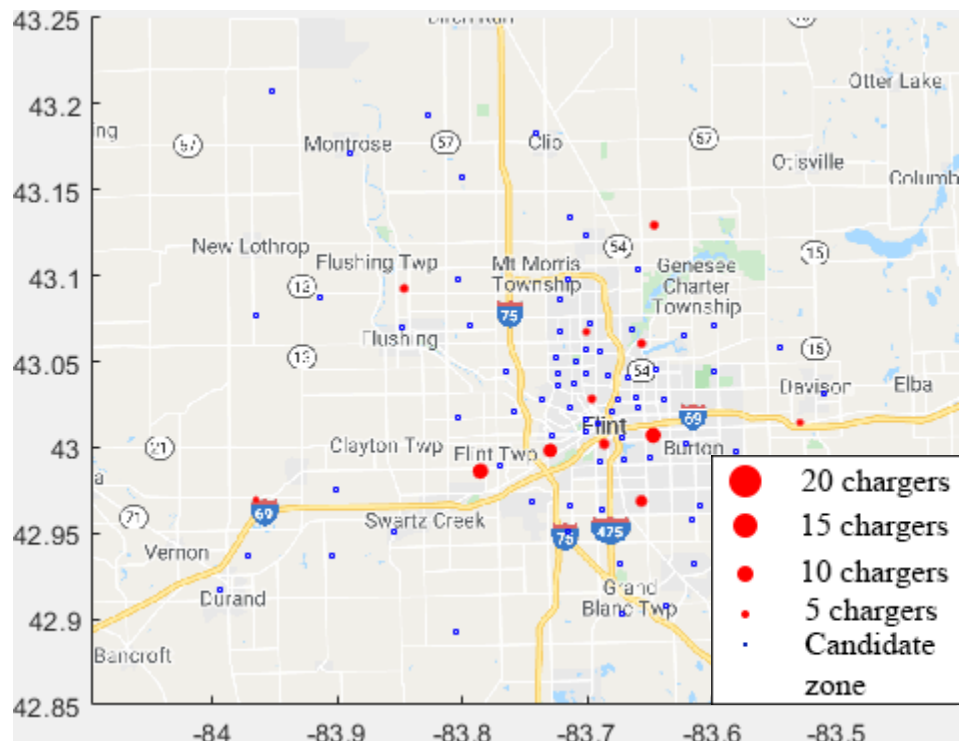 43.25
43.2
43.15
43.1
43.05
43
42.95
42.9
42.85
-84
-83.9
-83.8
-83.7
-83.6
-83.5
Otter Lake
57
Montrose
57
Clio
57
Otisville
Columb
New Lothrop
Flushing Twp
13
Mt Morris
Township
54
Genesee
Charter
Township
15
75
Flushing
13
54
15
Davison
Elba
69
21
Clayton Twp
Flint Twp
Flint
Burton
a
71
69
Swartz Creek
475
Vernon
Durand
Grand
Blanc Twp
Bancroft
20 chargers
15 chargers
10 chargers
5 chargers
Candidate
zone